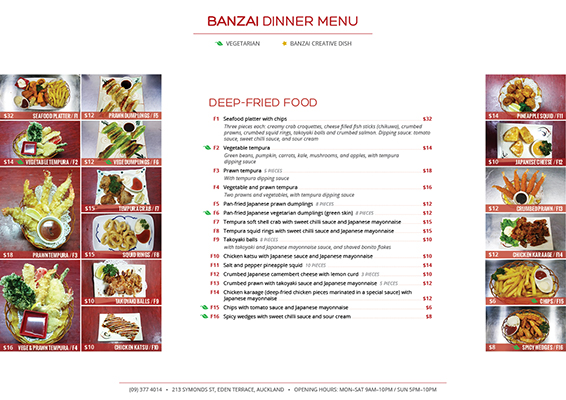 BANZAI DINNER MENU
VEGETARIAN BANZAI CREATIVE DISH
DEEP-FRIED FOOD
F1 Seafood platter with chips $32
Three pieces each: creamy crab croquattes, cheese filled fish sticks (chikuwa), crumbed
prawns, crumbed squid rings, takoyaki balls and crumbed salmon. Dipping sauce: tomato
sauce, sweet chilli sauce, and sour cream
F2 Vegetable tempura $14
Green beans, pumpkin, carrots, kale, mushrooms, and apples, with tempura
dipping sauce
F3 Prawn tempura 5 PIECES $18
With tempura dipping sauce
F4 Vegetable and prawn tempura $16
Two prawns and vegetables, with tempura dipping sauce
F5 Pan-fried Japanese prawn dumplings 8 PIECES $12
F6 Pan-fried Japanese vegetarian dumplings (green skin) 8 PIECES $12
F7 Tempura soft shell crab with sweet chilli sauce and Japanese mayonnaise $15
F8 Tempura squid rings with sweet chilli sauce and Japanese mayonnaise $15
F9 Takoyaki balls 8 PIECES $10
with takoyaki and Japanese mayonnaise sauce, and shaved bonito flakes
F10 Chicken katsu with Japanese sauce and Japanese mayonnaise $10
F11 Salt and pepper pineapple squid 10 PIECES $14
F12 Crumbed Japanese camembert cheese with lemon curd 5 PIECES $10
F13 Crumbed prawn with takoyaki sauce and Japanese mayonnaise 5 PIECES $12
F14 Chicken karaage (deep-fried chicken pieces marinated in a special sauce) with
Japanese mayonnaise $12
F15 Chips with tomato sauce and Japanese mayonnaise $6
F16 Spicy wedges with sweet chilli sauce and sour cream $8
$32 SEAFOOD PLATTER / F1
$12 PRAWN DUMPLINGS / F5
$14 VEGETABLE TEMPURA / F2
$12 VEGE DUMPLINGS / F6
$15 TEMPURA CRAB / F7
$18 PRAWN TEMPURA / F3
$15 SQUID RINGS / F8
$10 TAKOYAKI BALLS / F9
$16 VEGE & PRAWN TEMPURA / F4
$10 CHICKEN KATSU / F10
$14 PINEAPPLE SQUID / F11
$10 JAPANESE CHEESE / F12
$12 CRUMBED PRAWN / F13
$12 CHICKEN KARAAGE / F14
$6 CHIPS / F15
$8 SPICY WEDGES / F16
(09) 377 4014 • 213 SYMONDS ST, EDEN TERRACE, AUCKLAND • OPENING HOURS: MON–SAT 9AM–10PM / SUN 5PM–10PM